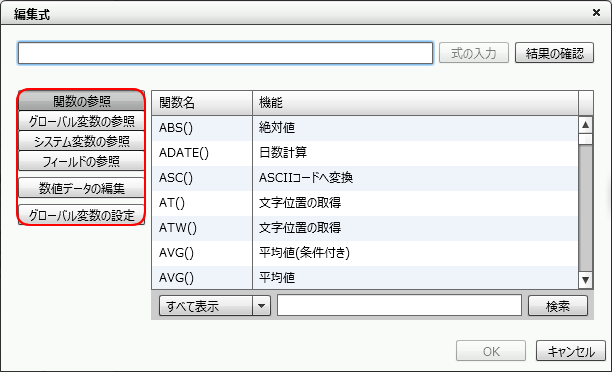 編集式
×
式の入力 結果の確認
関数の参照
グローバル変数の参照
システム変数の参照
フィールドの参照
数値データの編集
グローバル変数の設定
関数名 機能
ABS() 絶対値
ADATE() 日数計算
ASC() ASCIIコードへ変換
AT() 文字位置の取得
ATW() 文字位置の取得
AVG() 平均値(条件付き)
AVG() 平均値
すべて表示 検索
OK キャンセル